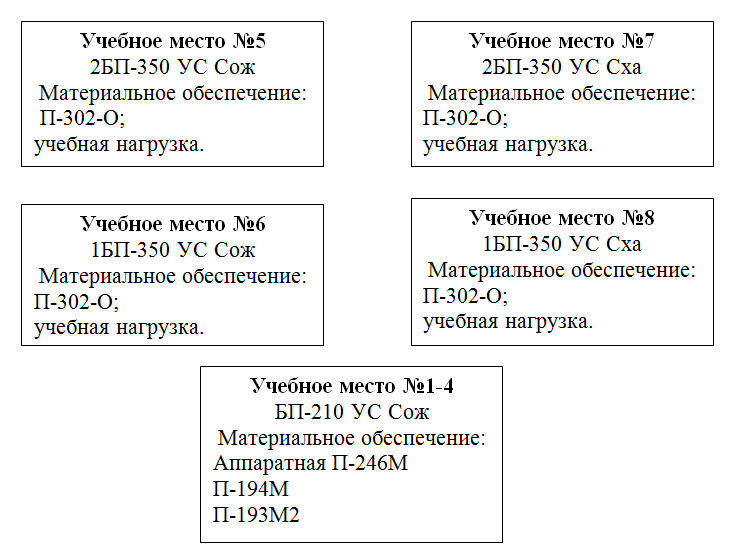 Учебное место №5
2БП-350 УС Сож
Материальное обеспечение:
П-302-О;
учебная нагрузка.
Учебное место №7
2БП-350 УС Сха
Материальное обеспечение:
П-302-О;
учебная нагрузка.
Учебное место №6
1БП-350 УС Сож
Материальное обеспечение:
П-302-О;
учебная нагрузка.
Учебное место №8
1БП-350 УС Сха
Материальное обеспечение:
П-302-О;
учебная нагрузка.
Учебное место №1-4
БП-210 УС Сож
Материальное обеспечение:
Аппаратная П-246М
П-194М
П-193М2